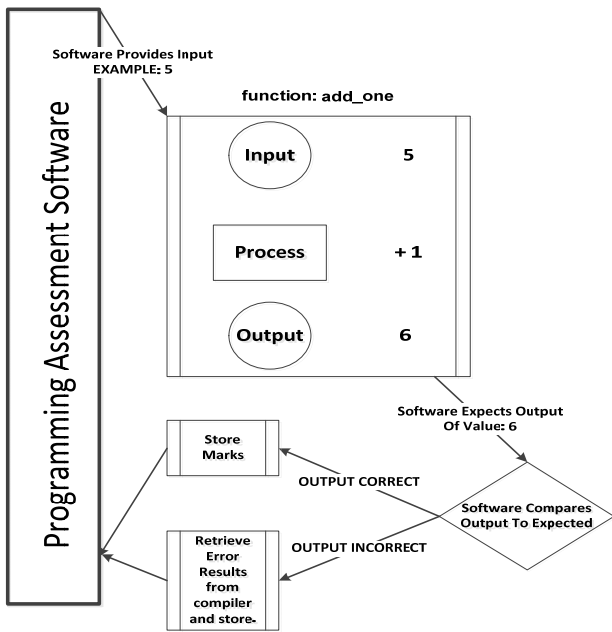 Programming Assessment Software
Software Provides Input
EXAMPLE: 5
function: add_one
Input
5
Process
+ 1
Output
6
Software Expects Output
Of Value: 6
Software Compares
Output To Expected
OUTPUT CORRECT
Store
Marks
OUTPUT INCORRECT
Retrieve
Error
Results
from
compiler
and store-